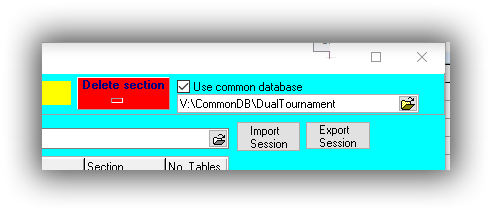 Delete section
Use common database
V:\CommonDB\DualTournament
Import
Session
Export
Session
Section
No. Tables